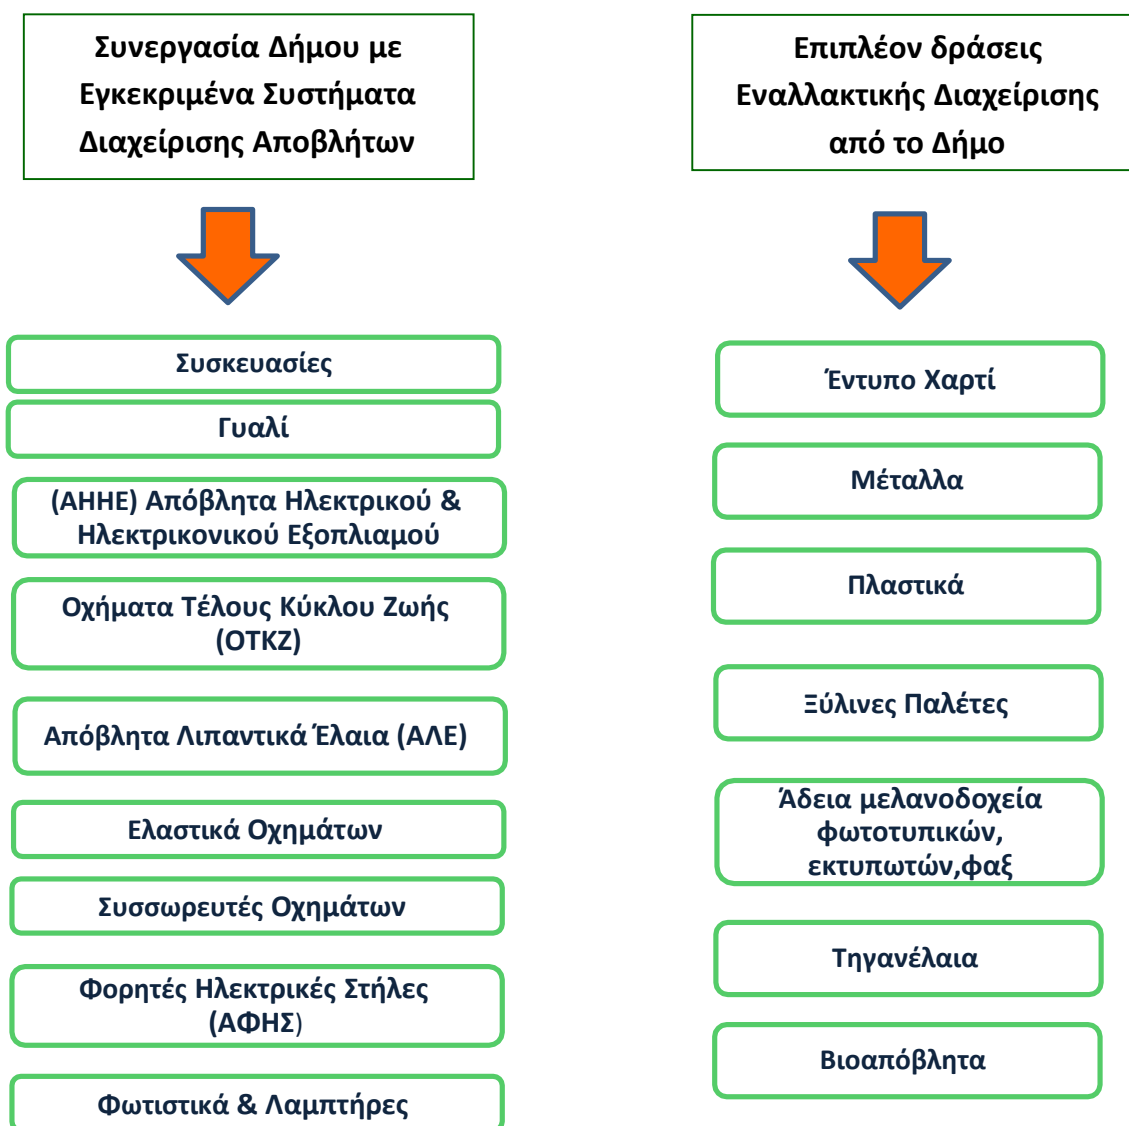 Συνεργασία Δήμου με
Εγκεκριμένα Συστήματα
Διαχείρισης Αποβλήτων
Συσκευασίες
Γυαλί
(ΑΗΗΕ) Απόβλητα Ηλεκτρικού &
Ηλεκτρικονικού Εξοπλιαμού
Οχήματα Τέλους Κύκλου Ζωής
(ΟΤΚΖ)
Απόβλητα Λιπαντικά Έλαια (ΑΛΕ)
Ελαστικά Οχημάτων
Συσσωρευτές Οχημάτων
Φορητές Ηλεκτρικές Στήλες
(ΑΦΗΣ)
Φωτιστικά & Λαμπτήρες
Επιπλέον δράσεις
Εναλλακτικής Διαχείρισης
από το Δήμο
Έντυπο Χαρτί
Μέταλλα
Πλαστικά
Ξύλινες Παλέτες
Άδεια μελανοδοχεία
φωτοτυπικών,
εκτυπωτών,φαξ
Τηγανέλαια
Βιοαπόβλητα